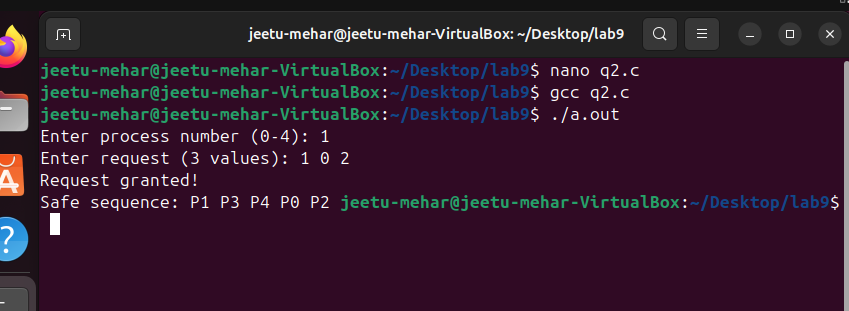 jeetu-mehar@jeetu-mehar-VirtualBox: ~/Desktop/lab9
jeetu-mehar@jeetu-mehar-VirtualBox:~/Desktop/lab9$ nano q2.c
jeetu-mehar@jeetu-mehar-VirtualBox:~/Desktop/lab9$ gcc q2.c
jeetu-mehar@jeetu-mehar-VirtualBox:~/Desktop/lab9$ ./a.out
Enter process number (0-4): 1
Enter request (3 values): 1 0 2
Request granted!
Safe sequence: P1 P3 P4 P0 P2 jeetu-mehar@jeetu-mehar-VirtualBox:~/Desktop/lab9$